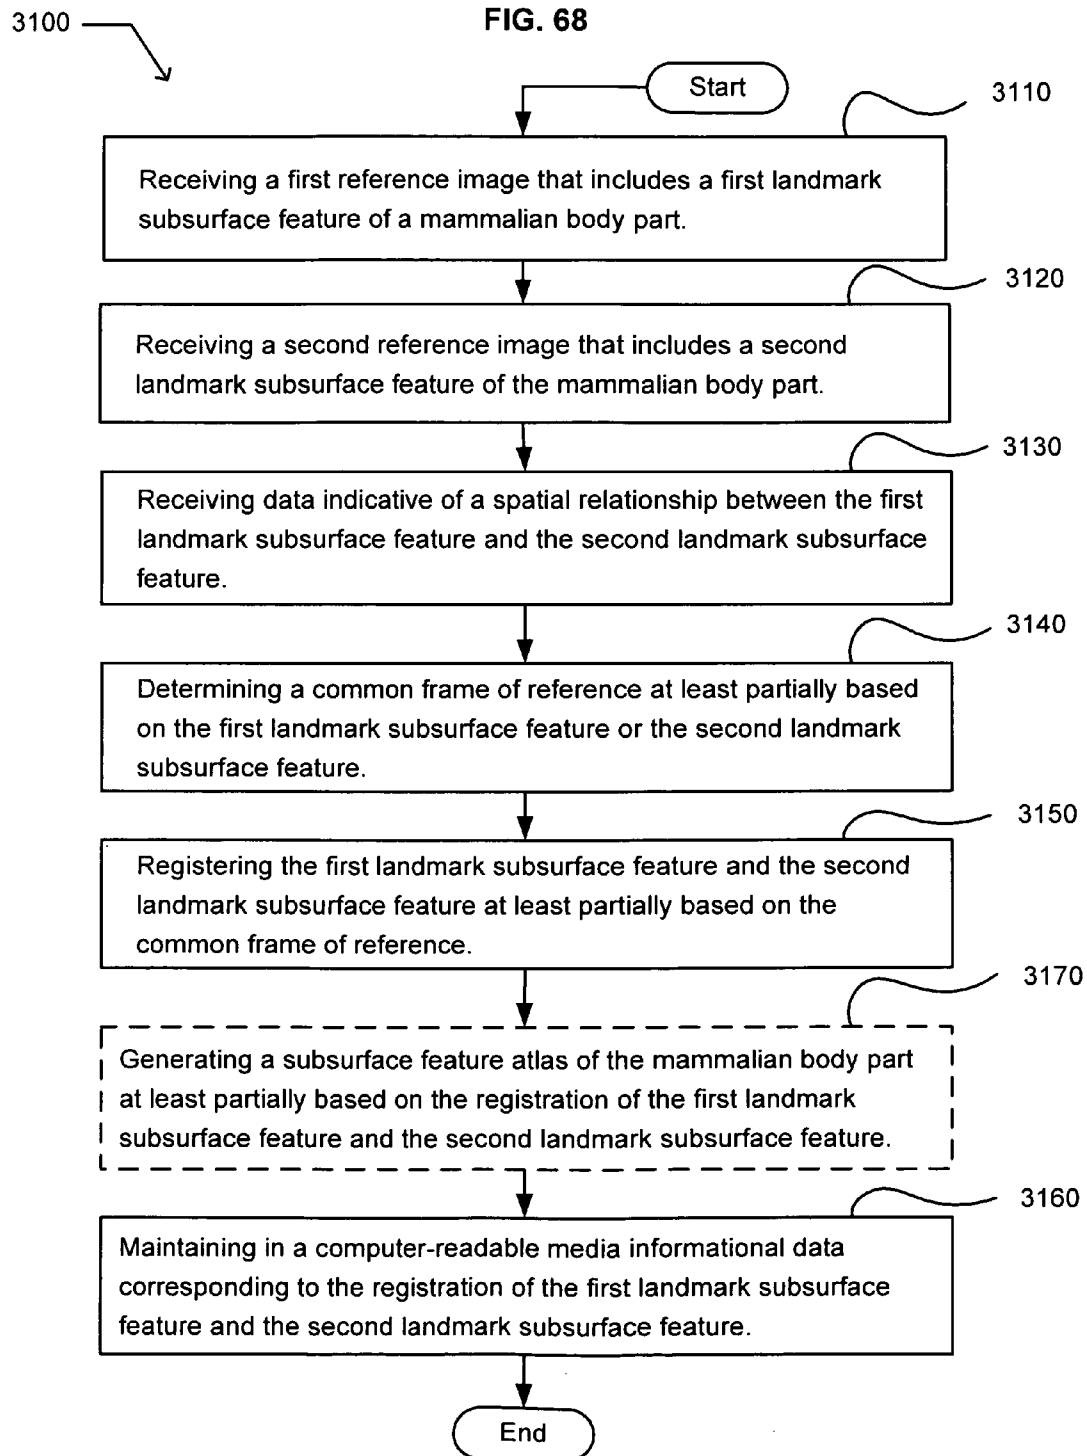 FIG. 68
3100
Start
3110
Receiving a first reference image that includes a first landmark
subsurface feature of a mammalian body part.
3120
Receiving a second reference image that includes a second
landmark subsurface feature of the mammalian body part.
3130
Receiving data indicative of a spatial relationship between the first
landmark subsurface feature and the second landmark subsurface
feature.
3140
Determining a common frame of reference at least partially based
on the first landmark subsurface feature or the second landmark
subsurface feature.
3150
Registering the first landmark subsurface feature and the second
landmark subsurface feature at least partially based on the
common frame of reference.
3170
Generating a subsurface feature atlas of the mammalian body part
at least partially based on the registration of the first landmark
subsurface feature and the second landmark subsurface feature.
3160
Maintaining in a computer-readable media informational data
corresponding to the registration of the first landmark subsurface
feature and the second landmark subsurface feature.
End